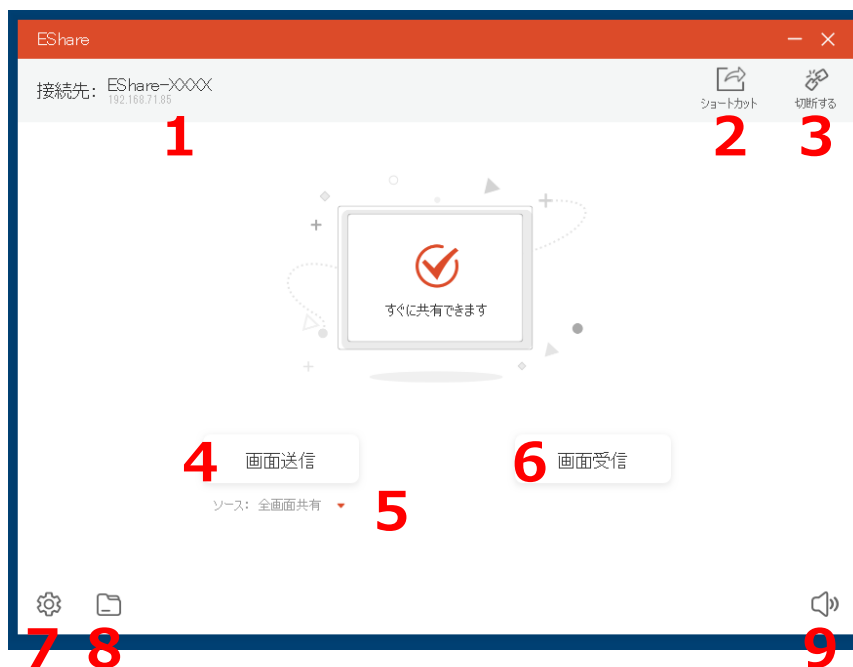 EShare
接続先: EShare-XXXX
192.168.71.85
ショートカット
切断する
1
2
3
すぐに共有できます
4
画面送信
6
画面受信
ソース: 全画面共有
5
7
8
9